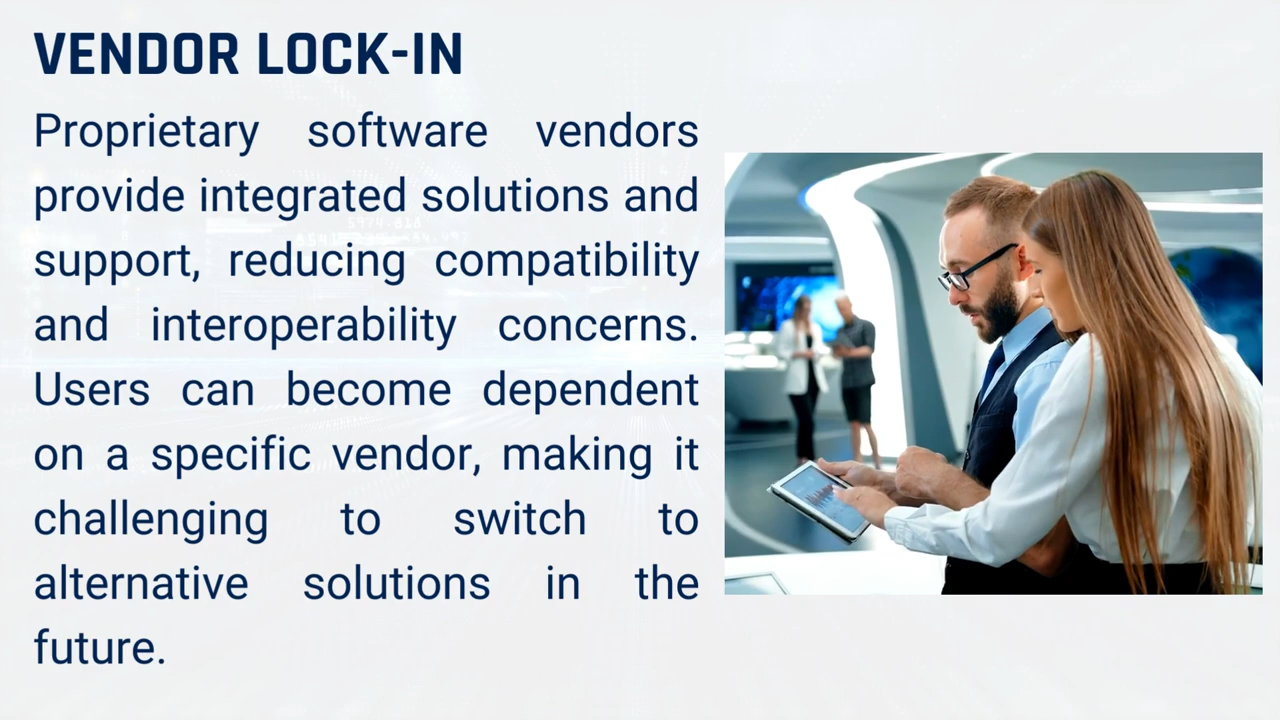 VENDOR LOCK-IN
Proprietary software vendors
provide integrated solutions and
support, reducing compatibility
and interoperability concerns.
Users can become dependent
on a specific vendor, making it
challenging to switch to
alternative solutions in the
future.